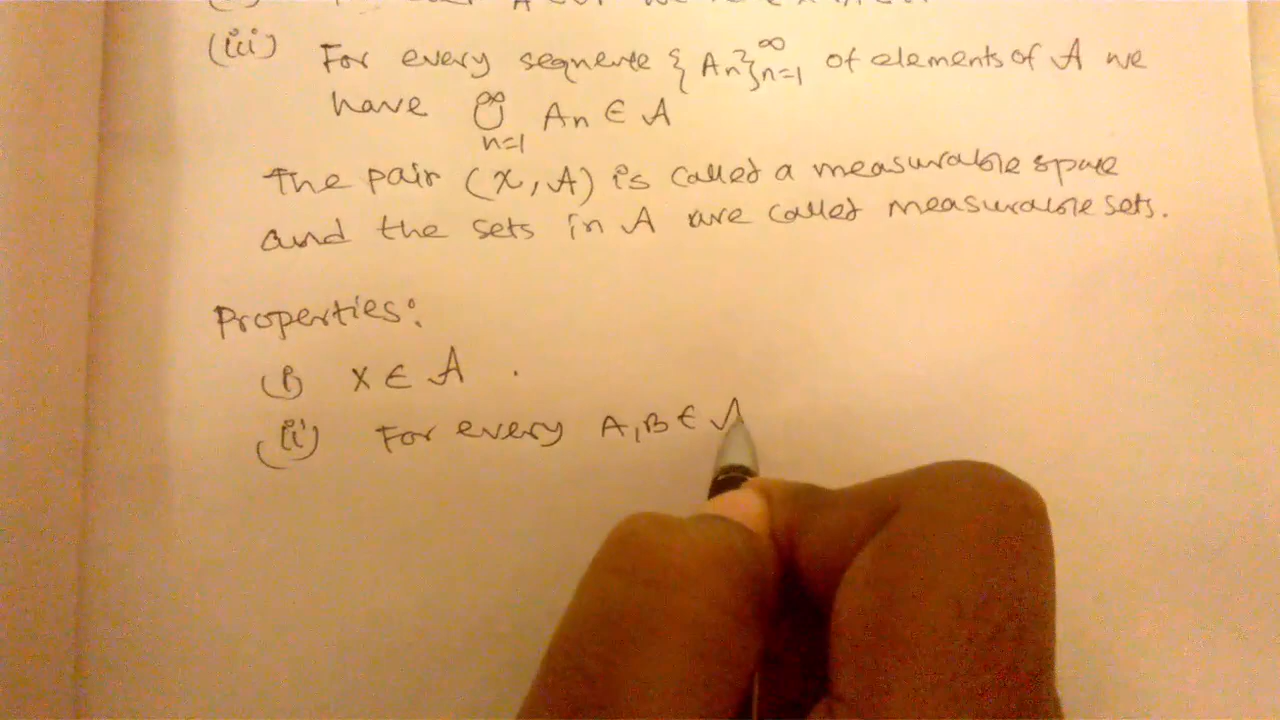 (iii) For every sequence {An}∞n=1 of elements of A we
have ∞⋃n=1 An ∈ A
The pair (X, A) is called a measurable space
and the sets in A are called measurable sets.
Properties:
(i) X ∈ A .
(ii) For every A, B ∈ A